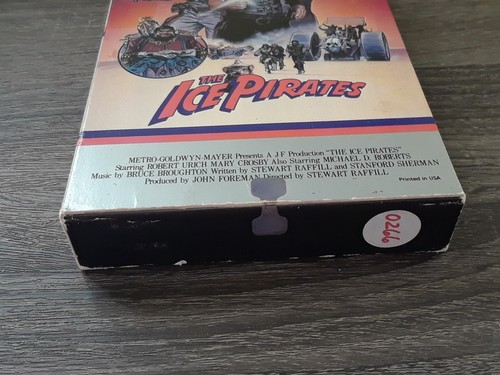 THE
ICE PIRATES
METRO-GOLDWYN-MAYER Presents A J F Production "THE ICE PIRATES"
Starring ROBERT URICH MARY CROSBY Also Starring MICHAEL D. ROBERTS
Music by BRUCE BROUGHTON Written by STEWART RAFFILL and STANFORD SHERMAN
Produced by JOHN FOREMAN Directed by STEWART RAFFILL
Printed in USA
0266